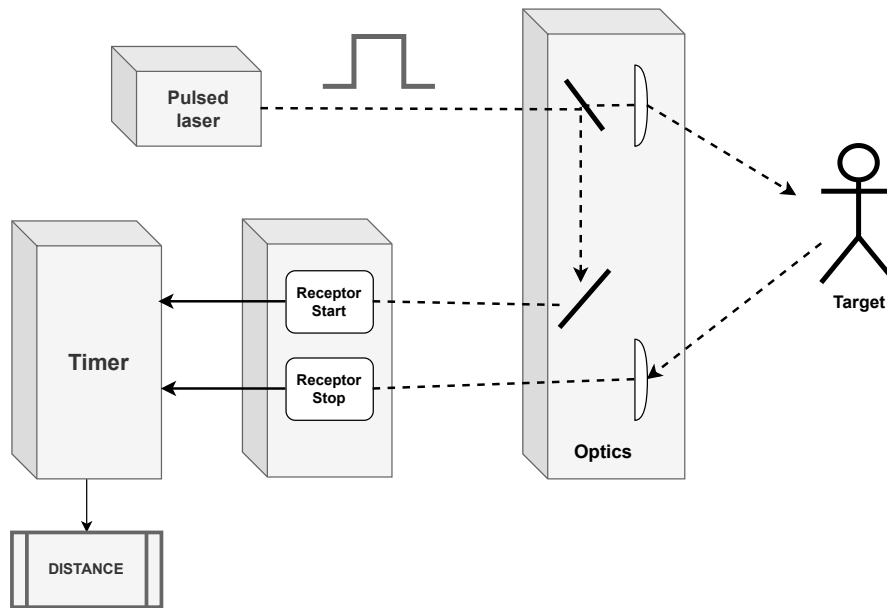 Pulsed
laser
Receptor
Start
Target
Timer
Receptor
Stop
Optics
DISTANCE